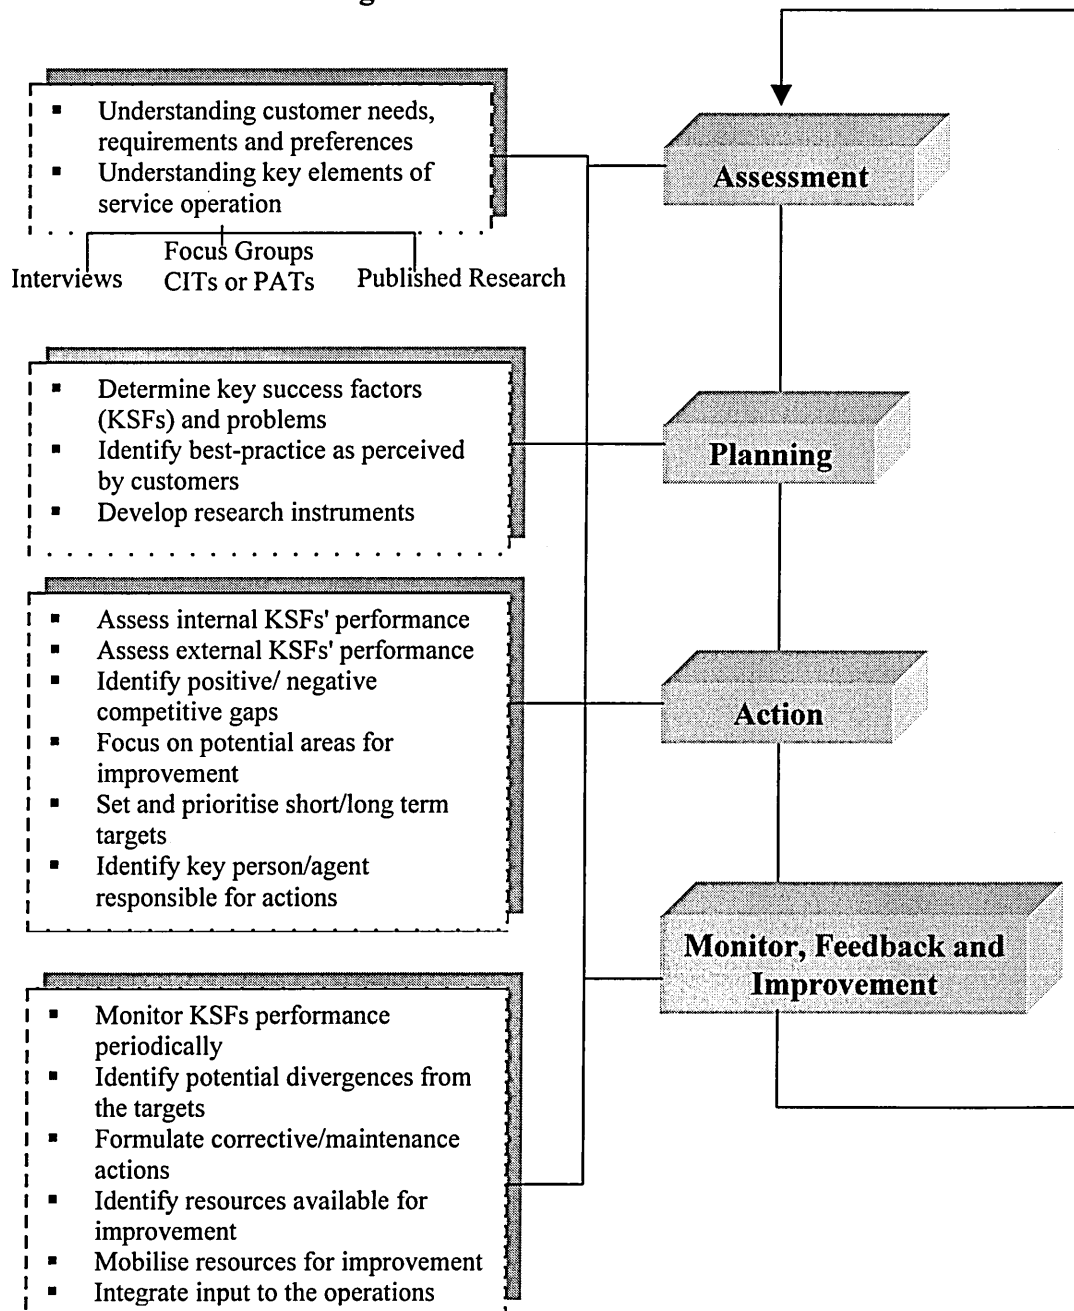 Understanding customer needs,
requirements and preferences
Understanding key elements of
service operation
Interviews
Focus Groups
CITs or PATs
Published Research
Assessment
Determine key success factors
(KSFs) and problems
Identify best-practice as perceived
by customers
Develop research instruments
Planning
Assess internal KSFs' performance
Assess external KSFs' performance
Identify positive/ negative
competitive gaps
Focus on potential areas for
improvement
Set and prioritise short/long term
targets
Identify key person/agent
responsible for actions
Action
Monitor KSFs performance
periodically
Identify potential divergences from
the targets
Formulate corrective/maintenance
actions
Identify resources available for
improvement
Mobilise resources for improvement
Integrate input to the operations
Monitor, Feedback and
Improvement